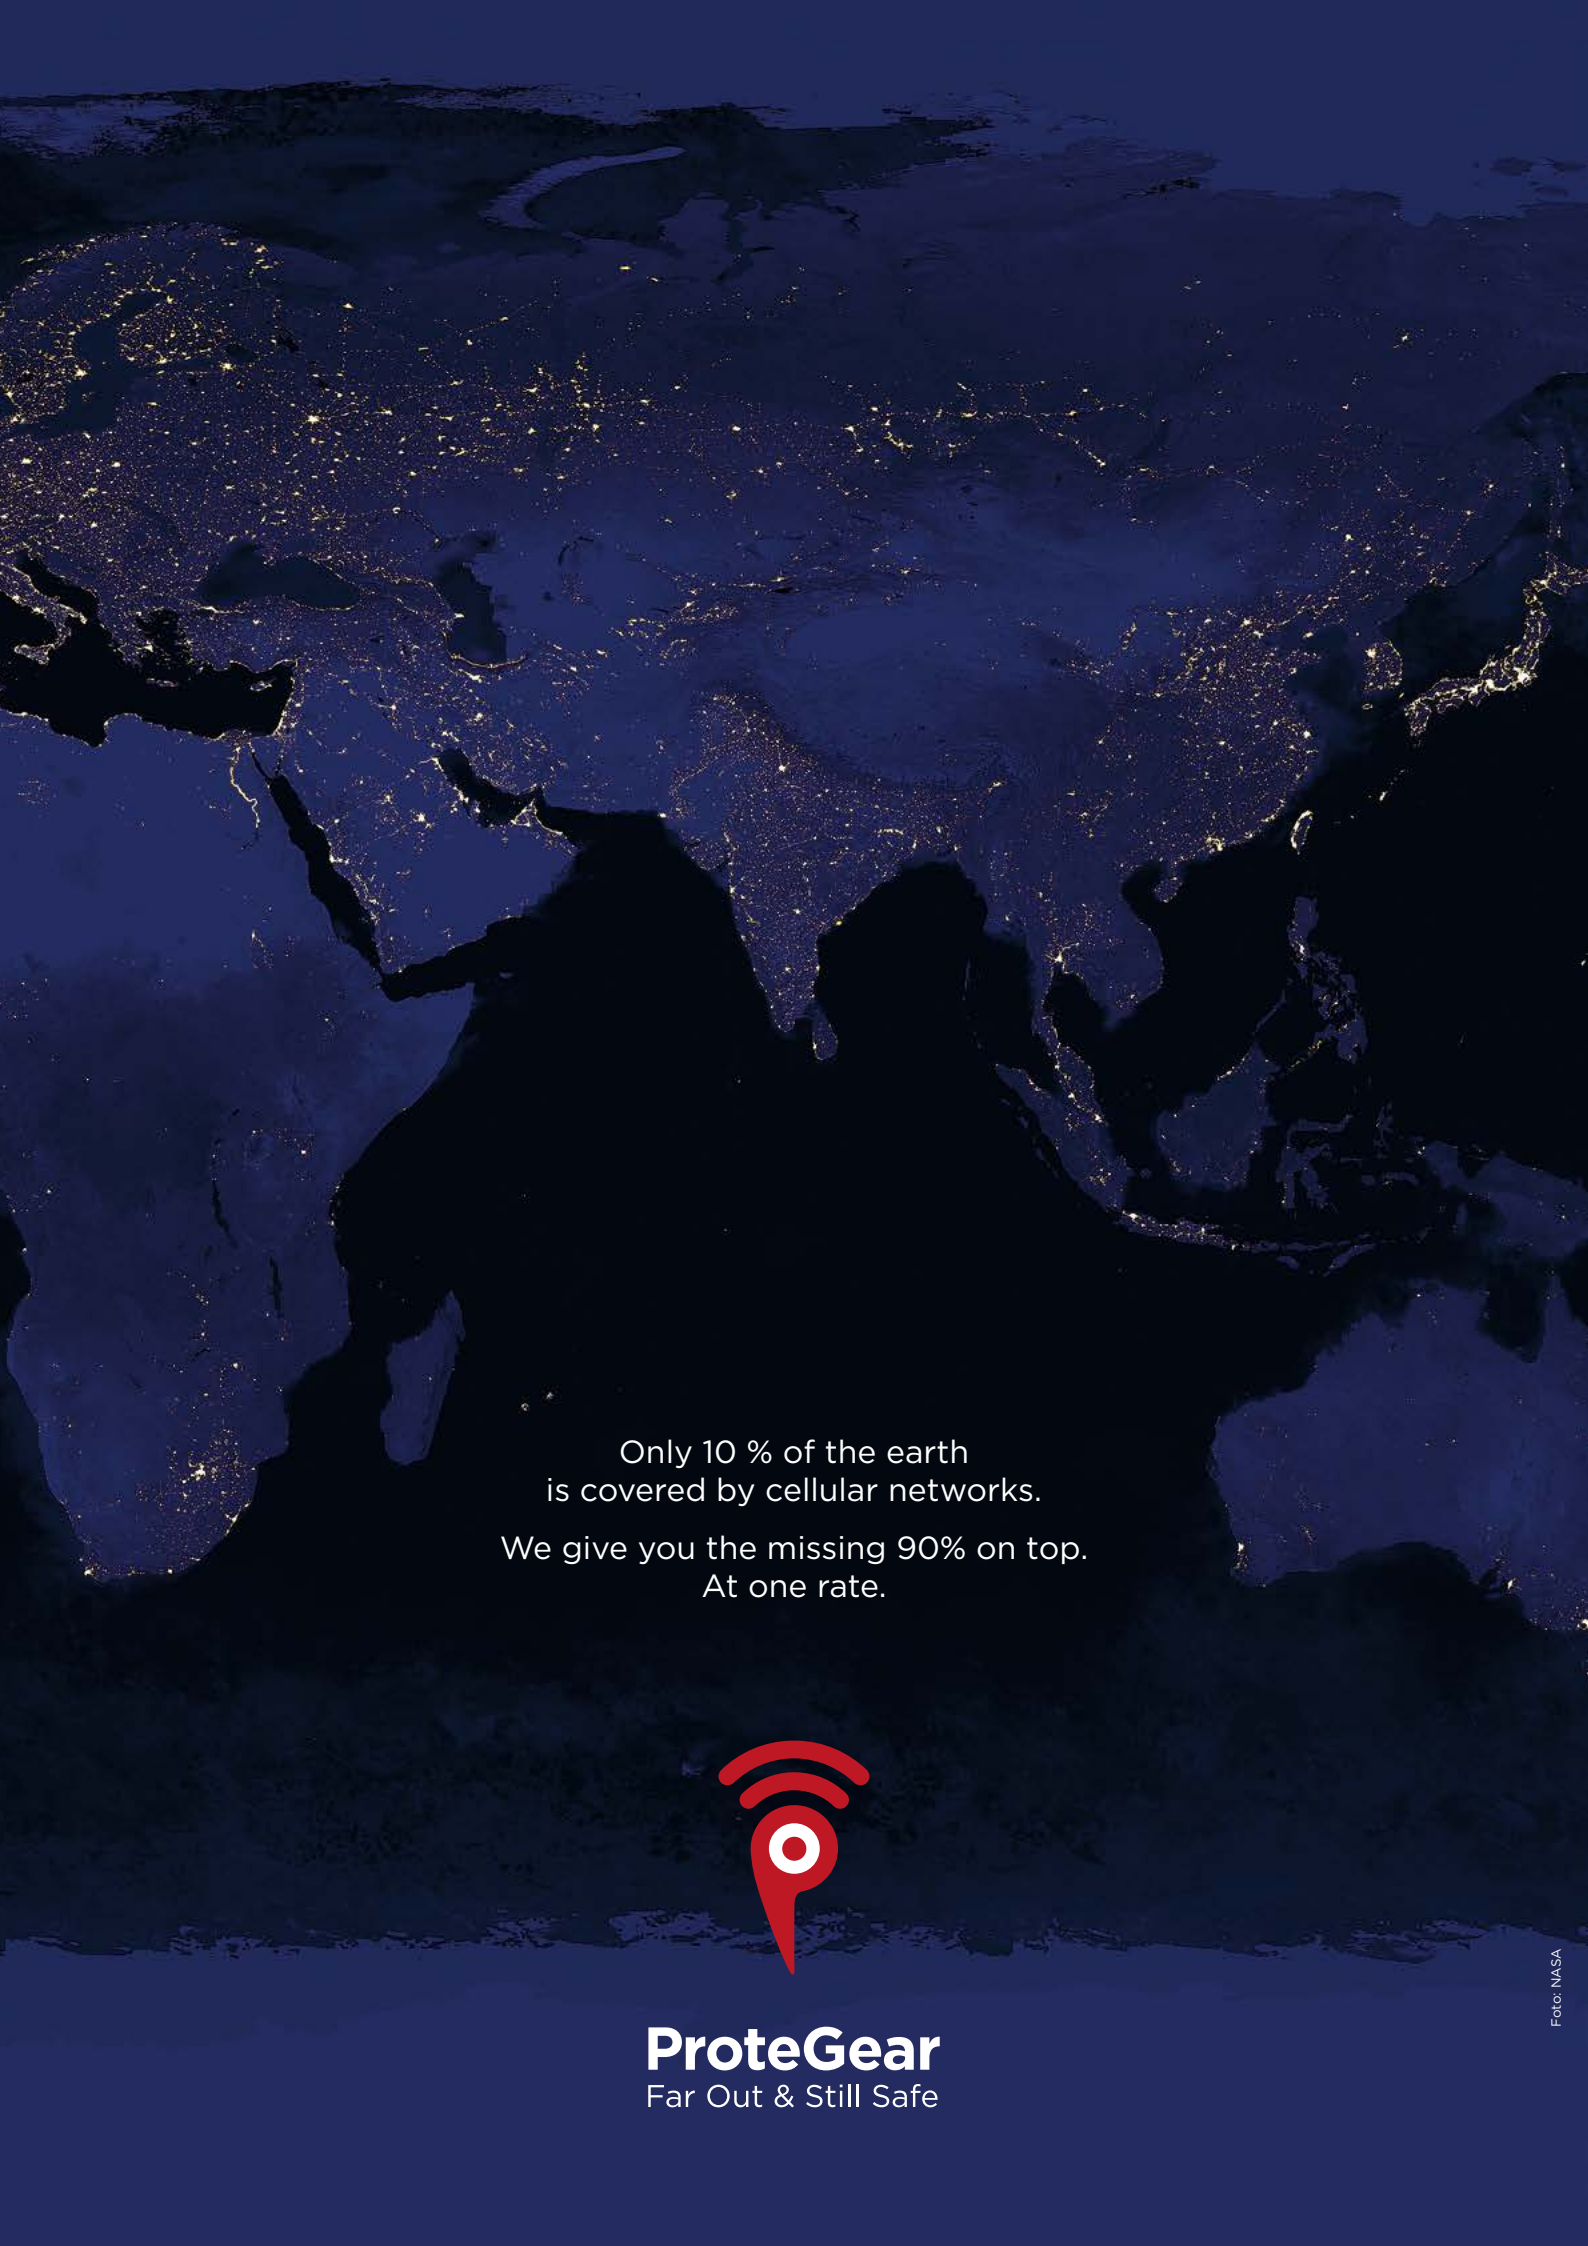 Only 10 % of the earth
is covered by cellular networks.
We give you the missing 90% on top.
At one rate.
Foto: NASA
ProteGear
Far Out & Still Safe